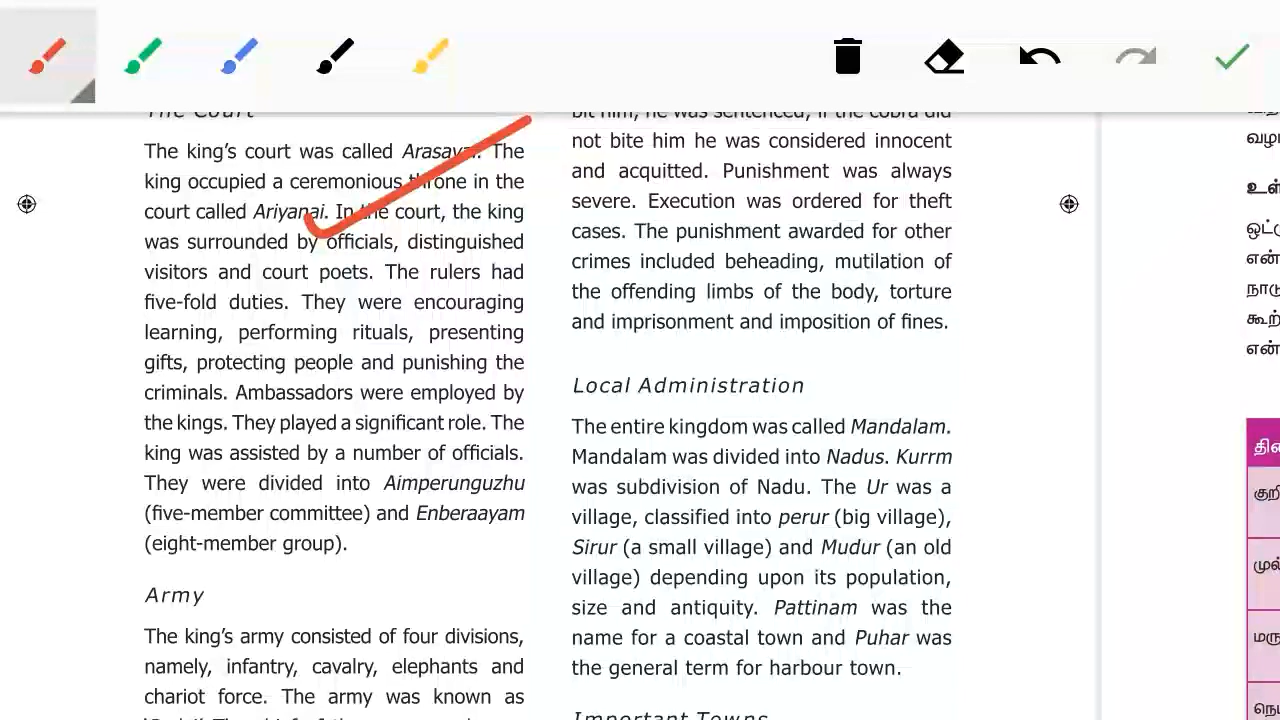 The Court
The king's court was called Arasavai. The
king occupied a ceremonious throne in the
court called Ariyanai. In the court, the king
was surrounded by officials, distinguished
visitors and court poets. The rulers had
five-fold duties. They were encouraging
learning, performing rituals, presenting
gifts, protecting people and punishing the
criminals. Ambassadors were employed by
the kings. They played a significant role. The
king was assisted by a number of officials.
They were divided into Aimperunguzhu
(five-member committee) and Enberaayam
(eight-member group).
Army
The king's army consisted of four divisions,
namely, infantry, cavalry, elephants and
chariot force. The army was known as
bit him, he was sentenced; if the cobra did
not bite him he was considered innocent
and acquitted. Punishment was always
severe. Execution was ordered for theft
cases. The punishment awarded for other
crimes included beheading, mutilation of
the offending limbs of the body, torture
and imprisonment and imposition of fines.
Local Administration
The entire kingdom was called Mandalam.
Mandalam was divided into Nadus. Kurrm
was subdivision of Nadu. The Ur was a
village, classified into perur (big village),
Sirur (a small village) and Mudur (an old
village) depending upon its population,
size and antiquity. Pattinam was the
name for a coastal town and Puhar was
the general term for harbour town.
Important Towns